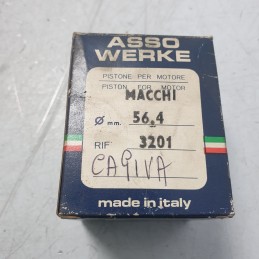 ASSO
WERKE
PISTONE PER MOTORE
PISTON FOR MOTOR
MACCHI
Ø mm. 56,4
RIF 3201
CAGIVA
made in italy